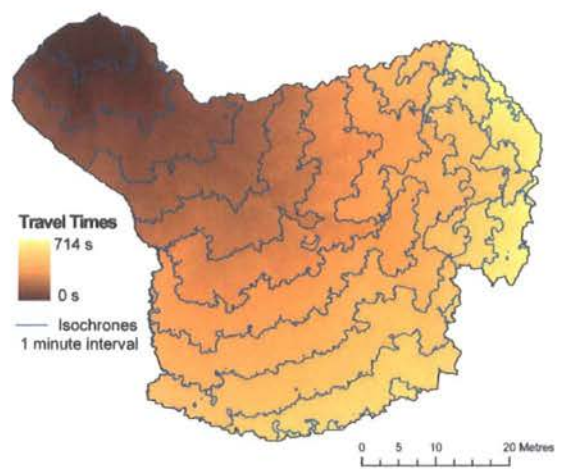 Travel Times
714 s
0 s
Isochrones
1 minute interval
0 5 10 20 Metres